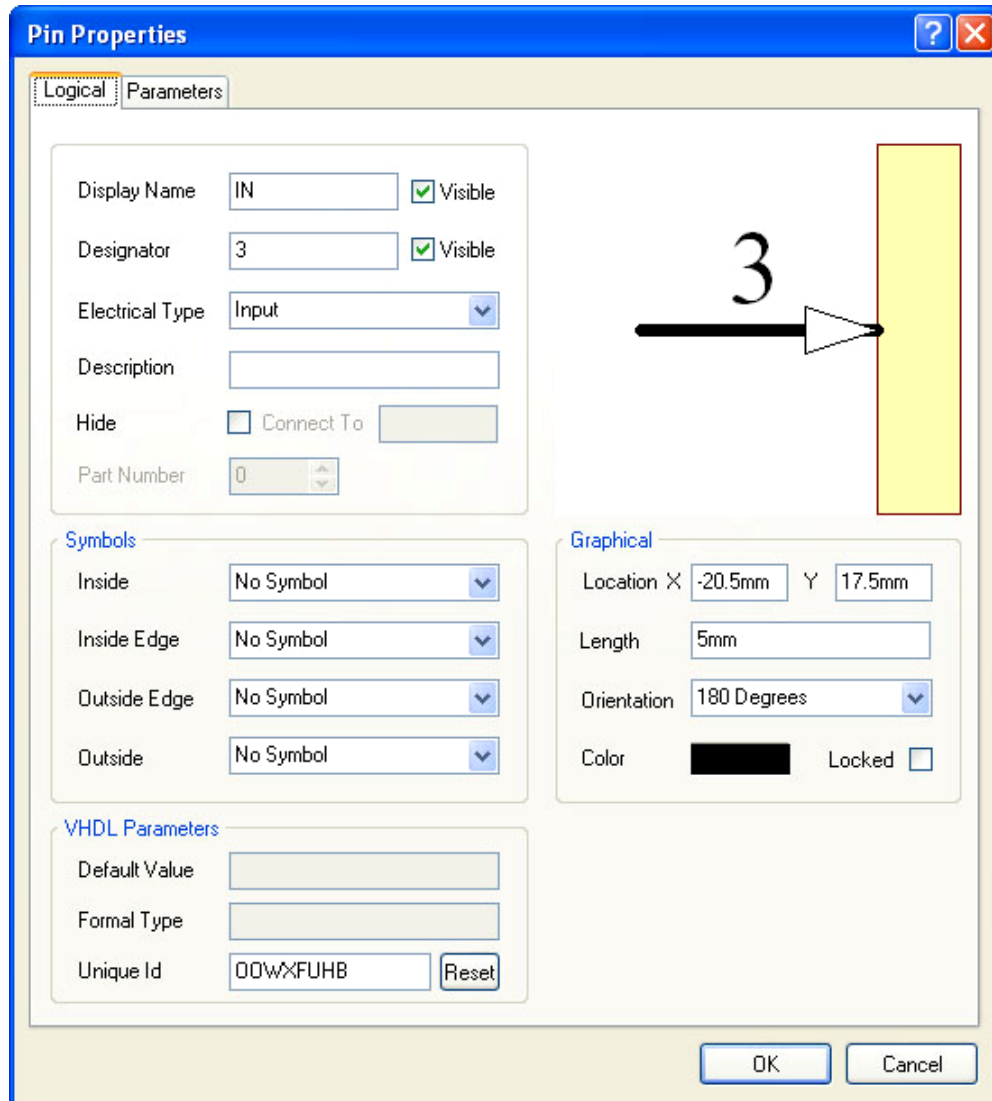 Pin Properties
Logical Parameters
Display Name IN Visible
Designator 3 Visible
Electrical Type Input
Description
Hide Connect To
Part Number 0
3
Symbols
Inside No Symbol
Inside Edge No Symbol
Outside Edge No Symbol
Outside No Symbol
Graphical
Location X -20.5mm Y 17.5mm
Length 5mm
Orientation 180 Degrees
Color Locked
VHDL Parameters
Default Value
Formal Type
Unique Id OOWXFUHB Reset
OK Cancel